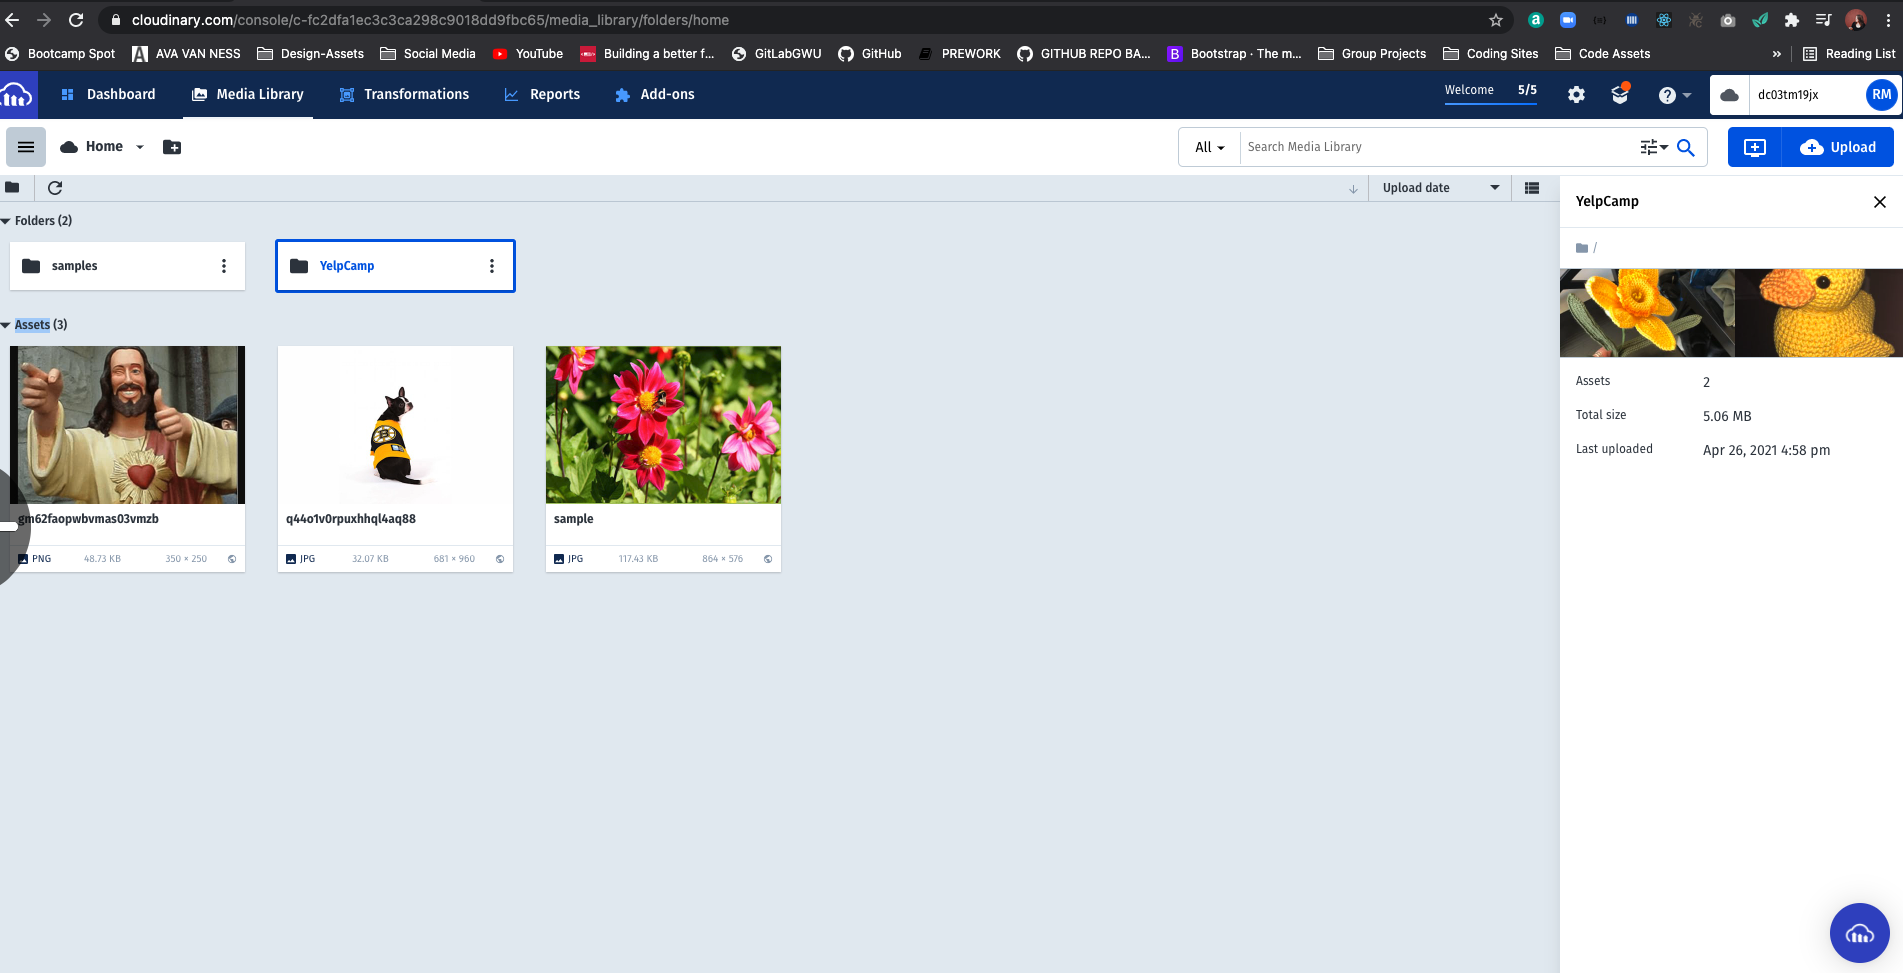 cloudinary.com/console/c-fc2dfa1ec3c3ca298c9018dd9fbc65/media_library/folders/home
Bootcamp Spot AVA VAN NESS Design-Assets Social Media YouTube Building a better f... GitLabGWU GitHub PREWORK GITHUB REPO BA... B Bootstrap · The m... Group Projects Coding Sites Code Assets » Reading List
Dashboard Media Library Transformations Reports Add-ons Welcome 5/5 dc03tm19jx RM
Home All Search Media Library Upload
Upload date
YelpCamp
Folders (2)
/
samples YelpCamp
Assets (3)
Assets 2
Total size 5.06 MB
Last uploaded Apr 26, 2021 4:58 pm
gm62faopwbvmas03vmzb q44o1v0rpuxhhql4aq88 sample
PNG 48.73 KB 350 × 250 JPG 32.07 KB 681 × 960 JPG 117.43 KB 864 × 576